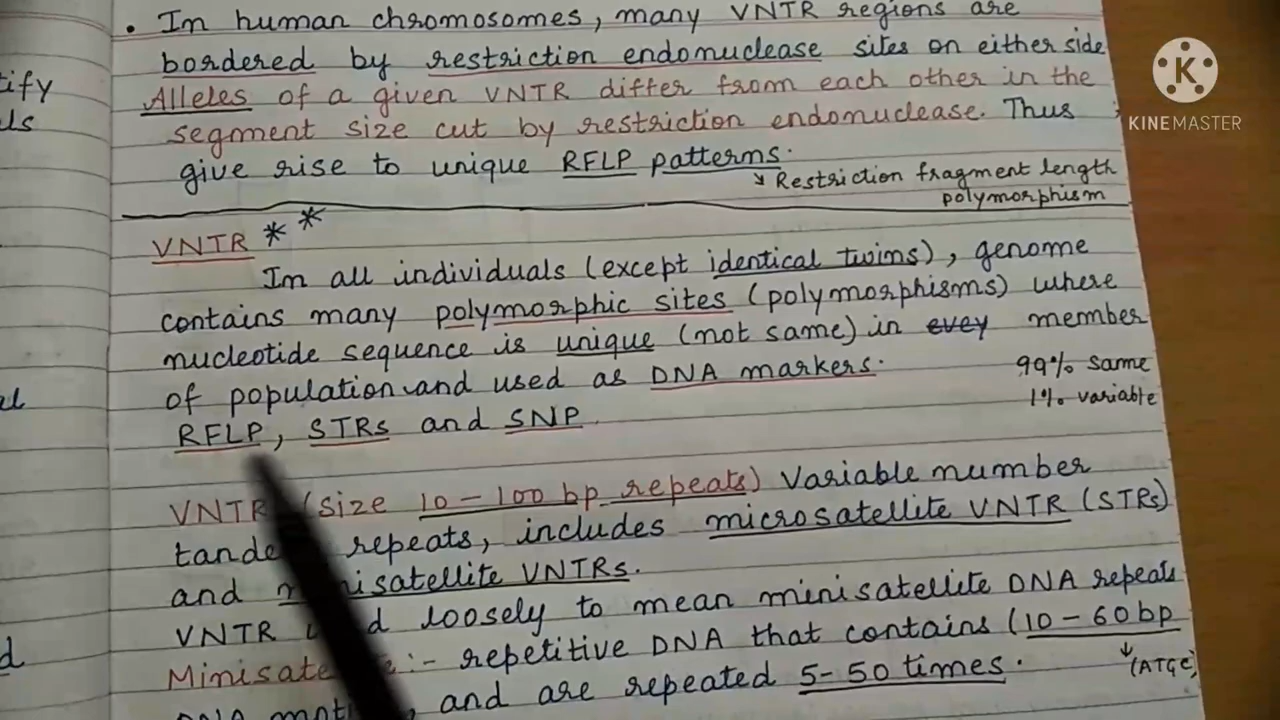 • In human chromosomes, many VNTR regions are
bordered by restriction endonuclease sites on either side
Alleles of a given VNTR differ from each other in the
segment size cut by restriction endonuclease. Thus
give rise to unique RFLP patterns.
↘ Restriction fragment length
polymorphism
VNTR **
In all individuals (except identical twins), genome
contains many polymorphic sites (polymorphisms) where
nucleotide sequence is unique (not same) in evey member
of population and used as DNA markers.
99% same
1% variable
RFLP, STRs and SNP.
VNTR (size 10-100 bp repeats) Variable number
repeats, includes microsatellite VNTR (STRs)
and VNTRs.
VNTR loosely to mean minisatellite DNA repeats
:- repetitive DNA that contains (10-60 bp
↓
(ATGC)
and are repeated 5-50 times.
DNA
tify
K
KINEMASTER